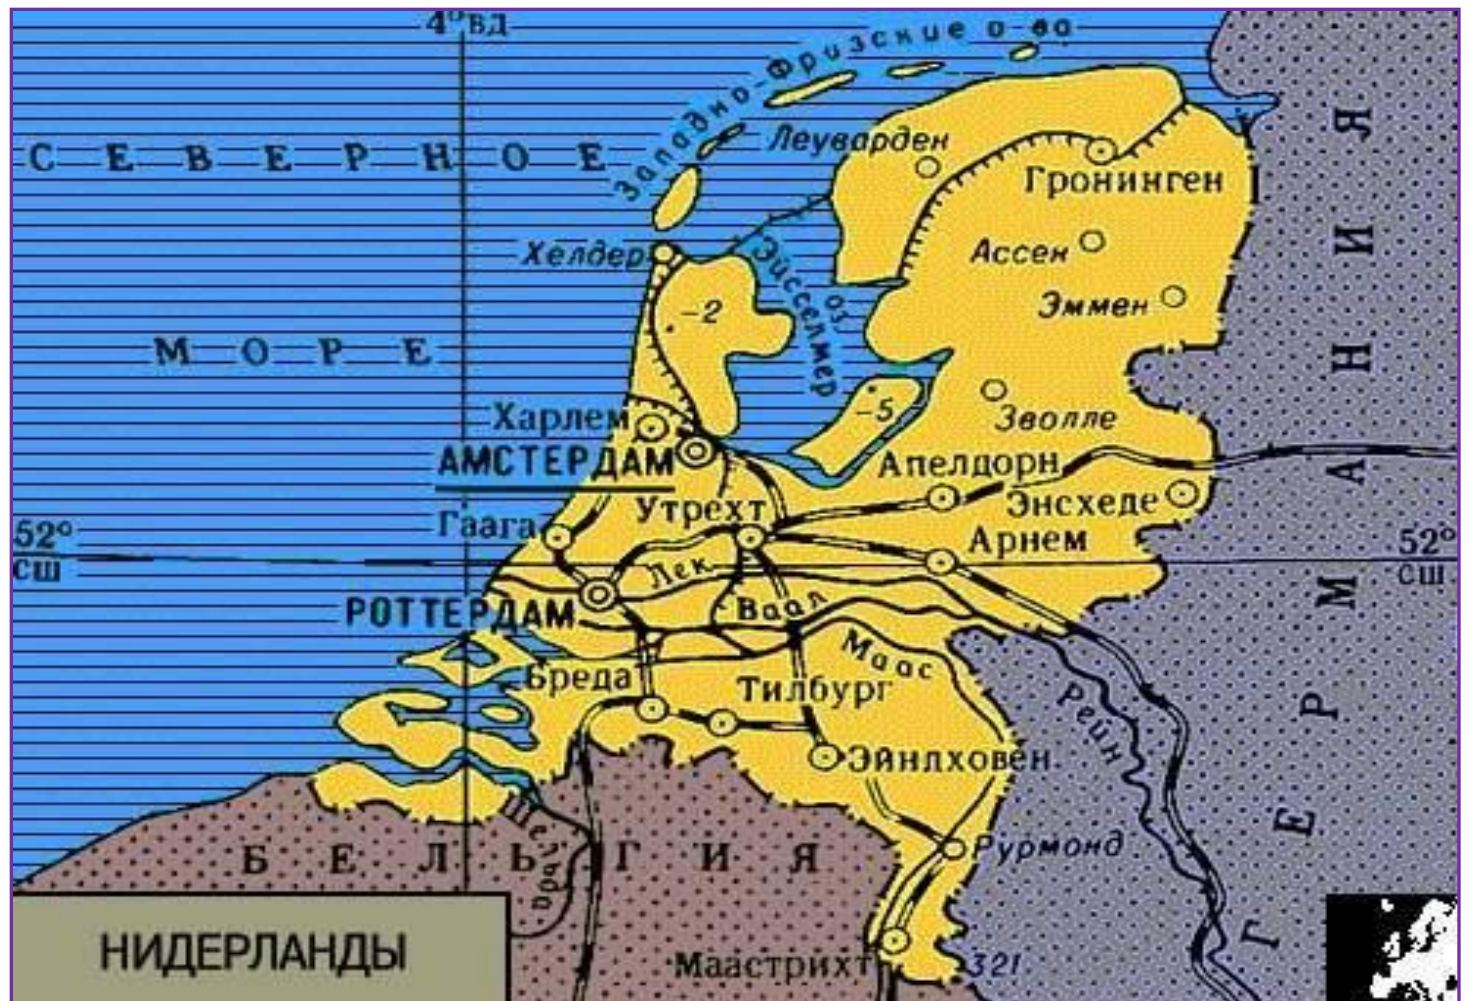 4° вд
Западно-Фризские о-ва
СЕВЕРНОЕ
МОРЕ
Леуварден
Гронинген
Хелдер
оз. Эйсселмер
Ассен
Эммен
-2
-5
Харлем
Зволле
АМСТЕРДАМ
Апелдорн
Утрехт
Энсхеде
Гаага
Арнем
52°
СШ
52°
СШ
Лек
РОТТЕРДАМ
Ваал
Маас
Бреда
Тилбург
Рейн
Эйндховен
Шельда
Рурмонд
БЕЛЬГИЯ
ГЕРМАНИЯ
Маастрихт
321
НИДЕРЛАНДЫ